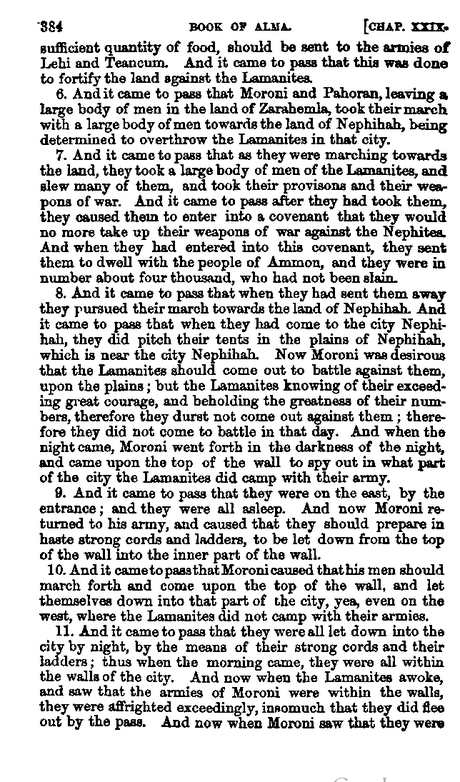 384 BOOK OF ALMA. [CHAP. XXIX.
sufficient quantity of food, should be sent to the armies of
Lehi and Teancum. And it came to pass that this was done
to fortify the land against the Lamanites.
6. And it came to pass that Moroni and Pahoran, leaving a
large body of men in the land of Zarahemla, took their march
with a large body of men towards the land of Nephihah, being
determined to overthrow the Lamanites in that city.
7. And it came to pass that as they were marching towards
the land, they took a large body of men of the Lamanites, and
slew many of them, and took their provisons and their wea-
pons of war. And it came to pass after they had took them,
they caused them to enter into a covenant that they would
no more take up their weapons of war against the Nephites.
And when they had entered into this covenant, they sent
them to dwell with the people of Ammon, and they were in
number about four thousand, who had not been slain.
8. And it came to pass that when they had sent them away
they pursued their march towards the land of Nephihah. And
it came to pass that when they had come to the city Nephi-
hah, they did pitch their tents in the plains of Nephihah,
which is near the city Nephihah. Now Moroni was desirous
that the Lamanites should come out to battle against them,
upon the plains; but the Lamanites knowing of their exceed-
ing great courage, and beholding the greatness of their num-
bers, therefore they durst not come out against them; there-
fore they did not come to battle in that day. And when the
night came, Moroni went forth in the darkness of the night,
and came upon the top of the wall to spy out in what part
of the city the Lamanites did camp with their army.
9. And it came to pass that they were on the east, by the
entrance; and they were all asleep. And now Moroni re-
turned to his army, and caused that they should prepare in
haste strong cords and ladders, to be let down from the top
of the wall into the inner part of the wall.
10. And it came to pass that Moroni caused that his men should
march forth and come upon the top of the wall, and let
themselves down into that part of the city, yea, even on the
west, where the Lamanites did not camp with their armies.
11. And it came to pass that they were all let down into the
city by night, by the means of their strong cords and their
ladders; thus when the morning came, they were all within
the walls of the city. And now when the Lamanites awoke,
and saw that the armies of Moroni were within the walls,
they were affrighted exceedingly, insomuch that they did flee
out by the pass. And now when Moroni saw that they were